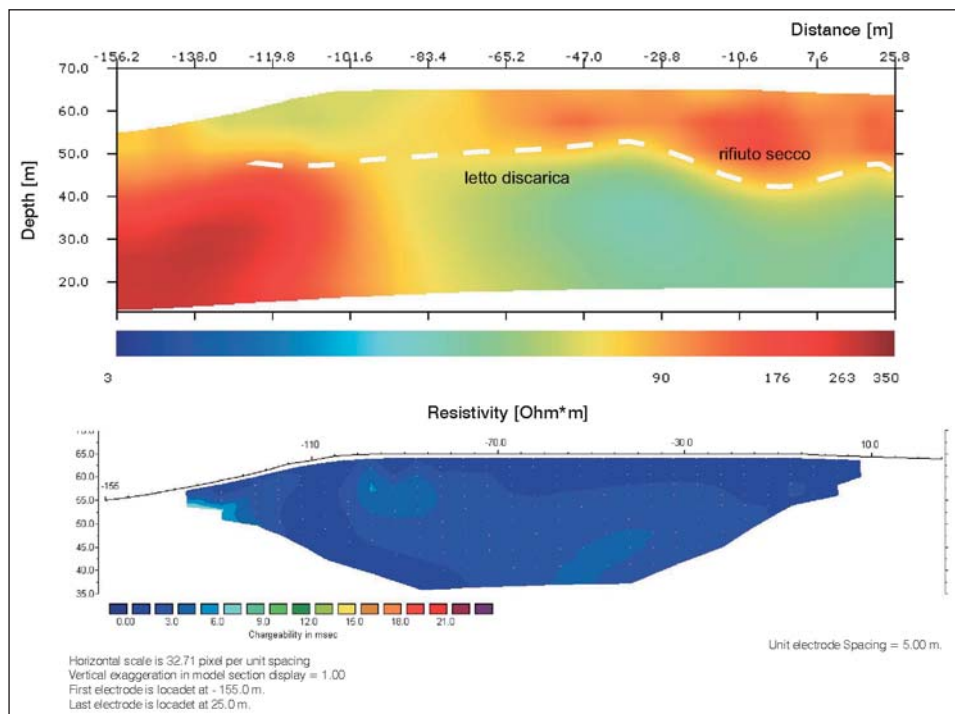 Distance [m]
-156.2 -138.0 -119.8 -101.6 -83.4 -65.2 -47.0 -28.8 -10.6 7.6 25.8
70.0
60.0
50.0
40.0
30.0
20.0
Depth [m]
rifiuto secco
letto discarica
3 90 176 263 350
Resistivity [Ohm*m]
-110 -70.0 -30.0 10.0
-155
65.0
60.0
55.0
50.0
45.0
40.0
35.0
0.00 3.0 6.0 9.0 12.0 15.0 18.0 21.0
Chargeability in msec
Unit electrode Spacing = 5.00 m.
Horizontal scale is 32.71 pixel per unit spacing
Vertical exaggeration in model section display = 1.00
First electrode is locadet at - 155.0 m.
Last electrode is locadet at 25.0 m.